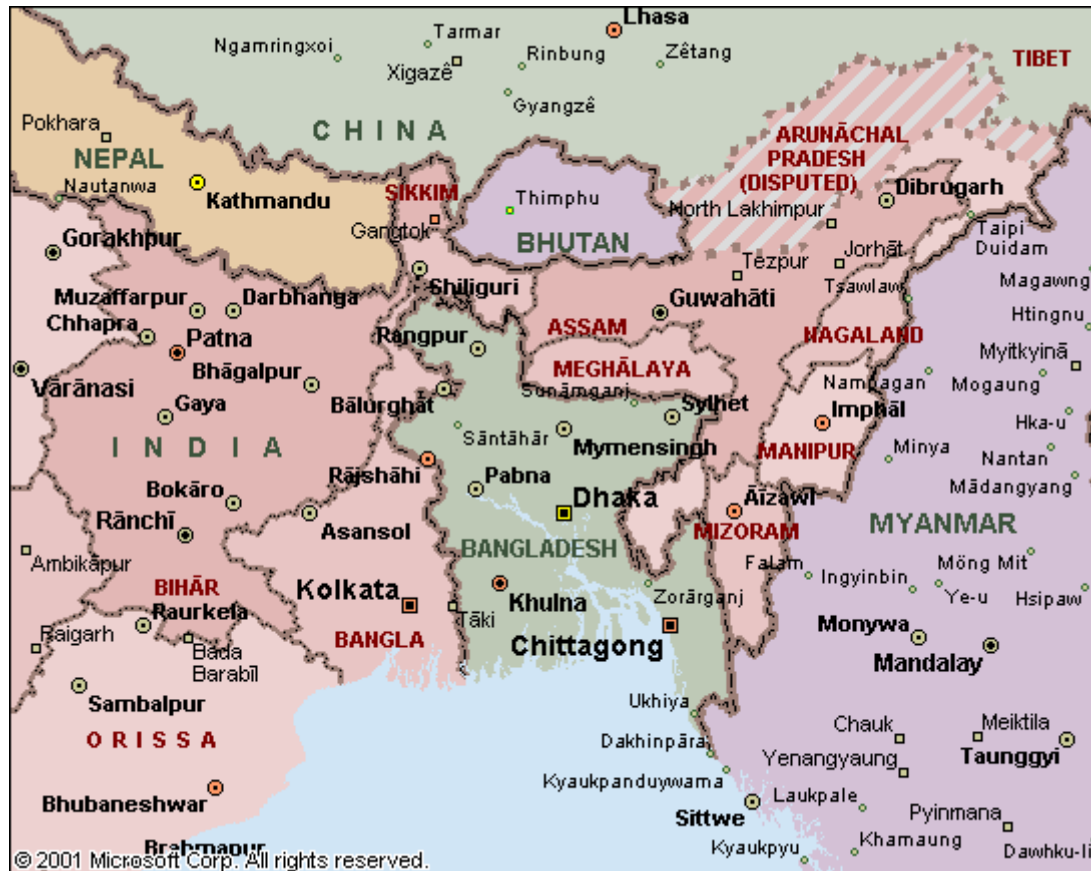 Lhasa
Tarmar
Ngamringxoi
Rinbung
Zêtang
TIBET
Xigazê
Gyangzê
Pokhara
CHINA
ARUNĀCHAL
PRADESH
(DISPUTED)
NEPAL
Nautanwa
Kathmandu
SIKKIM
Thimphu
Dibrugarh
North Lakhimpur
Gangtok
BHUTAN
Taipi
Duidam
Gorakhpur
Jorhāt
Tezpur
Shiliguri
Tsawlaw
Magawng
Muzaffarpur
Darbhanga
Guwahāti
Htingnu
Chhapra
Rangpur
ASSAM
NAGALAND
Patna
Myitkyinā
MEGHĀLAYA
Bhāgalpur
Vārānasi
Sunāmganj
Nampagan
Mogaung
Gaya
Bālurghāt
Sylhet
Imphāl
Hka-u
INDIA
Sāntāhār
Mymensingh
MANIPUR
Minya
Rājshāhi
Pabna
Nantan
Bokāro
Dhaka
Āīzawl
Mādangyang
Rānchī
Asansol
MIZORAM
MYANMAR
BANGLADESH
Ambikāpur
Falam
Möng Mit
Ingyinbin
BIHĀR
Kolkata
Khulna
Zorārganj
Ye-u
Hsipaw
Raurkela
Tāki
Raigarh
BANGLA
Chittagong
Monywa
Bada
Barabīl
Mandalay
Sambalpur
Ukhiya
Chauk
Meiktila
ORISSA
Dakhinpāra
Yenangyaung
Taunggyi
Kyaukpanduywama
Bhubaneshwar
Laukpale
Sittwe
Pyinmana
Brahmapur
Khamaung
Kyaukpyu
Dawhku-li
© 2001 Microsoft Corp. All rights reserved.